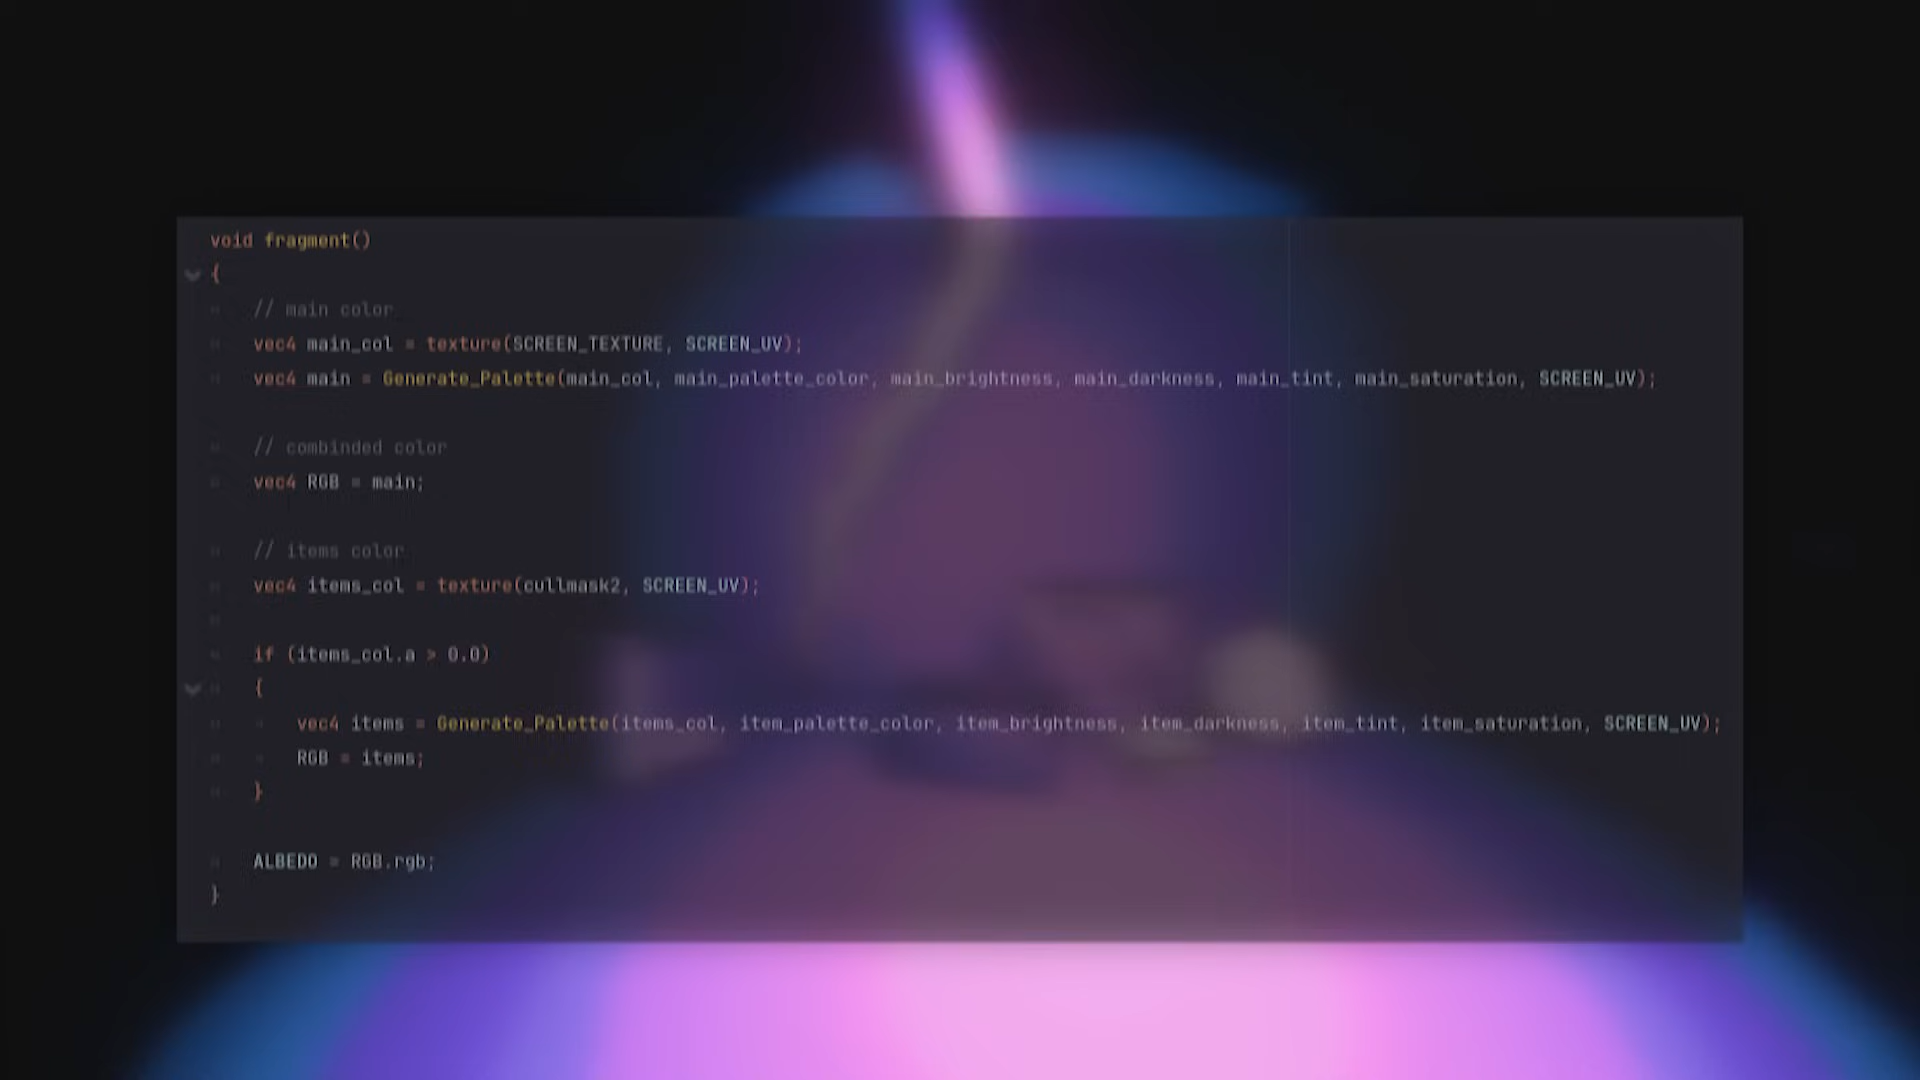 void fragment()
{
// main color
vec4 main_col = texture(SCREEN_TEXTURE, SCREEN_UV);
vec4 main = Generate_Palette(main_col, main_palette_color, main_brightness, main_darkness, main_tint, main_saturation, SCREEN_UV);
// combinded color
vec4 RGB = main;
// items color
vec4 items_col = texture(cullmask2, SCREEN_UV);
if (items_col.a > 0.0)
{
vec4 items = Generate_Palette(items_col, item_palette_color, item_brightness, item_darkness, item_tint, item_saturation, SCREEN_UV);
RGB = items;
}
ALBEDO = RGB.rgb;
}